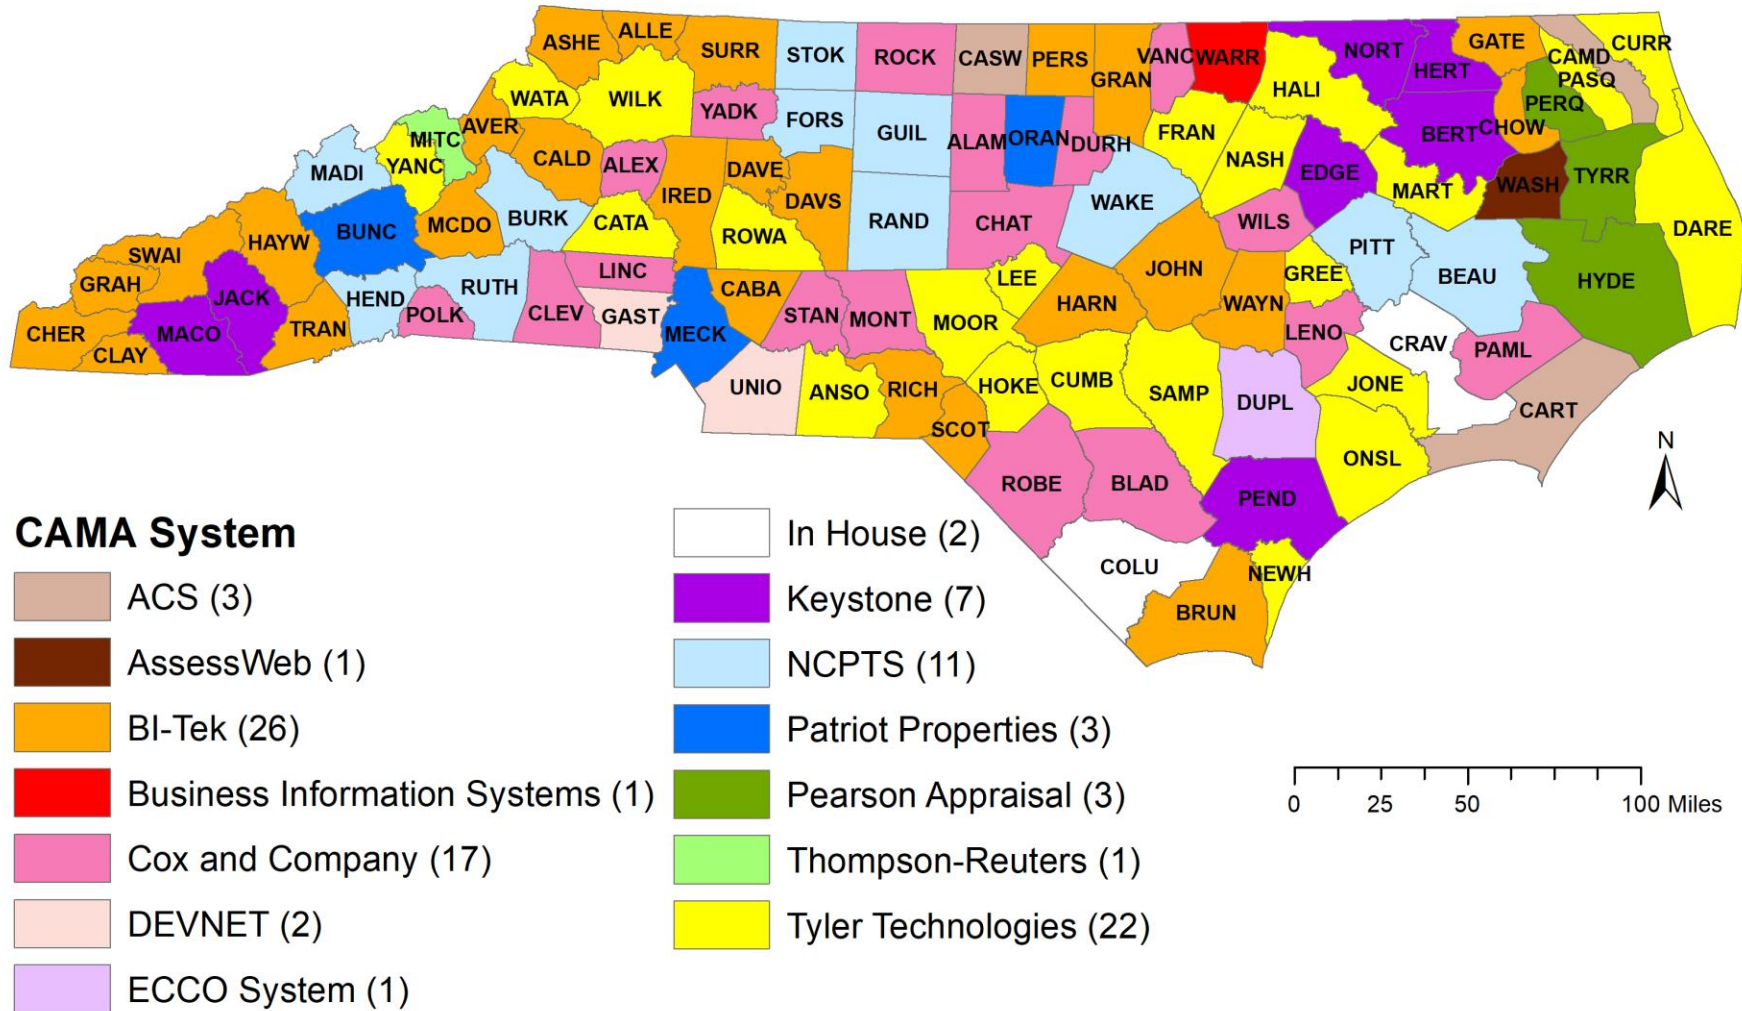 ASHE
ALLE
SURR
STOK
ROCK
CASW
PERS
GRAN
VANC
WARR
HALI
NORT
HERT
GATE
CAMD
PASQ
CURR
WATA
WILK
YADK
FORS
GUIL
ALAM
ORAN
DURH
FRAN
NASH
EDGE
BERT
CHOW
PERQ
MITC
YANC
AVER
CALD
ALEX
IRED
DAVE
DAVS
MADI
BUNC
MCDO
BURK
CATA
ROWA
RAND
CHAT
WAKE
WILS
MART
WASH
TYRR
DARE
SWAI
HAYW
GRAH
JACK
HEND
RUTH
LINC
CLEV
GAST
POLK
CABA
STAN
MONT
MOOR
LEE
HARN
JOHN
WAYN
GREE
PITT
BEAU
HYDE
CHER
CLAY
MACO
TRAN
MECK
UNIO
ANSO
RICH
SCOT
HOKE
CUMB
SAMP
DUPL
LENO
CRAV
PAML
JONE
CART
ROBE
BLAD
PEND
ONSL
COLU
BRUN
NEWH
N
CAMA System
ACS (3)
AssessWeb (1)
BI-Tek (26)
Business Information Systems (1)
Cox and Company (17)
DEVNET (2)
ECCO System (1)
In House (2)
Keystone (7)
NCPTS (11)
Patriot Properties (3)
Pearson Appraisal (3)
Thompson-Reuters (1)
Tyler Technologies (22)
0 25 50 100 Miles